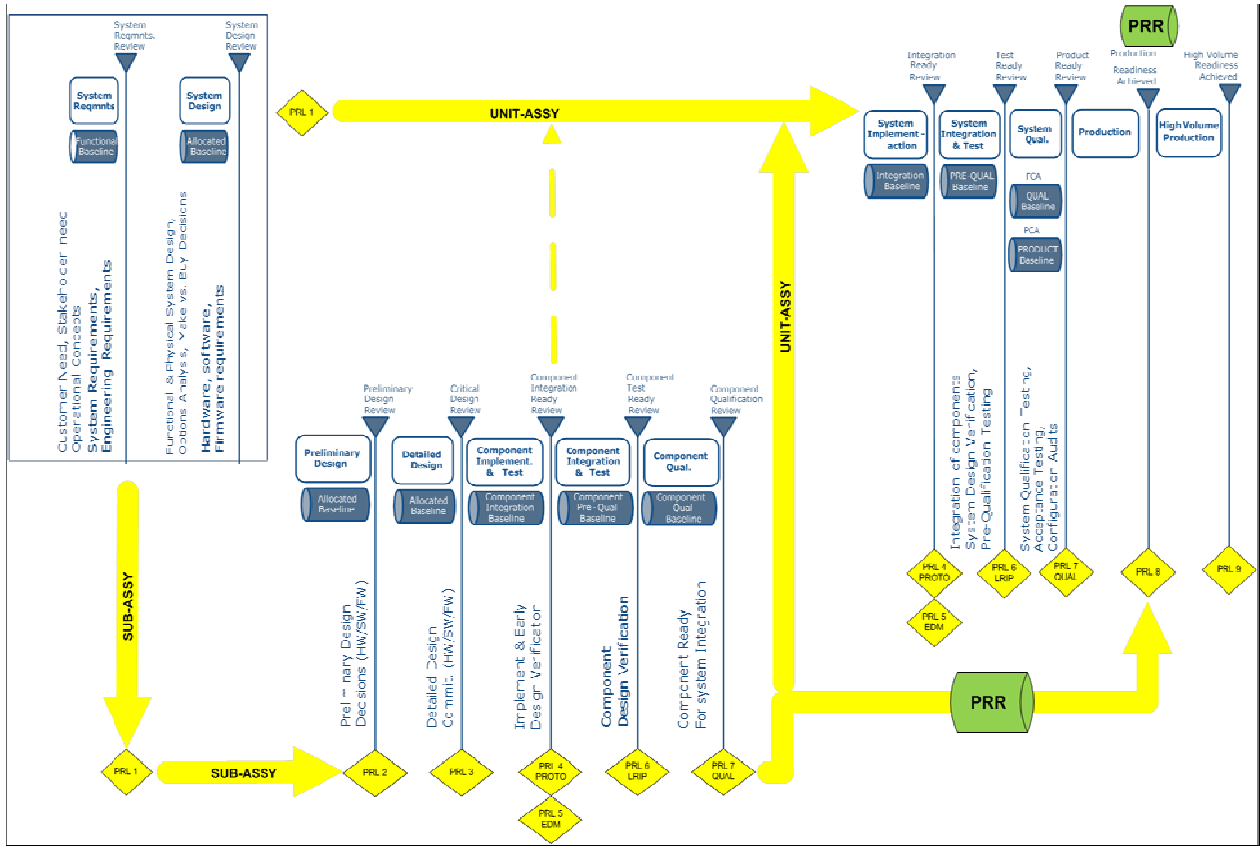 System
Reqmnts.
Review
System
Design
Review
System
Reqmnts
Functional
Baseline
System
Design
Allocated
Baseline
Customer Need, Stakeholder need
Operational Concepts
System Requirements,
Engineering Requirements
Functional & Physical System Design,
Options Analysis, Make vs. Buy Decisions
Hardware, software,
Firmware requirements
PRL 1
UNIT-ASSY
PRR
Integration
Ready
Review
Test
Ready
Review
Product
Ready
Review
Production
Readiness
Achieved
High Volume
Readiness
Achieved
System
Implement-
action
System
Integration
& Test
System
Qual.
Production
High Volume
Production
Integration
Baseline
PRE-QUAL
Baseline
FCA
QUAL
Baseline
PCA
PRODUCT
Baseline
UNIT-ASSY
Integration of components
System Design Verification,
Pre-Qualification Testing
System Qualification Testing,
Acceptance Testing,
Configuration Audits
PRL 4
PROTO
PRL 5
EDM
PRL 6
LRIP
PRL 7
QUAL
PRL 8
PRL 9
Preliminary
Design
Review
Critical
Design
Review
Component
Integration
Ready
Review
Component
Test
Ready
Review
Component
Qualification
Review
Preliminary
Design
Detailed
Design
Component
Implement.
& Test
Component
Integration
& Test
Component
Qual.
Allocated
Baseline
Allocated
Baseline
Component
Integration
Baseline
Component
Pre-Qual
Baseline
Component
Qual
Baseline
SUB-ASSY
Preliminary Design
Decisions (HW/SW/FW)
Detailed Design
Commit. (HW/SW/FW)
Implement & Early
Design Verification
Component
Design Verification
Component Ready
For system Integration
PRR
PRL 1
SUB-ASSY
PRL 2
PRL 3
PRL 4
PROTO
PRL 5
EDM
PRL 6
LRIP
PRL 7
QUAL